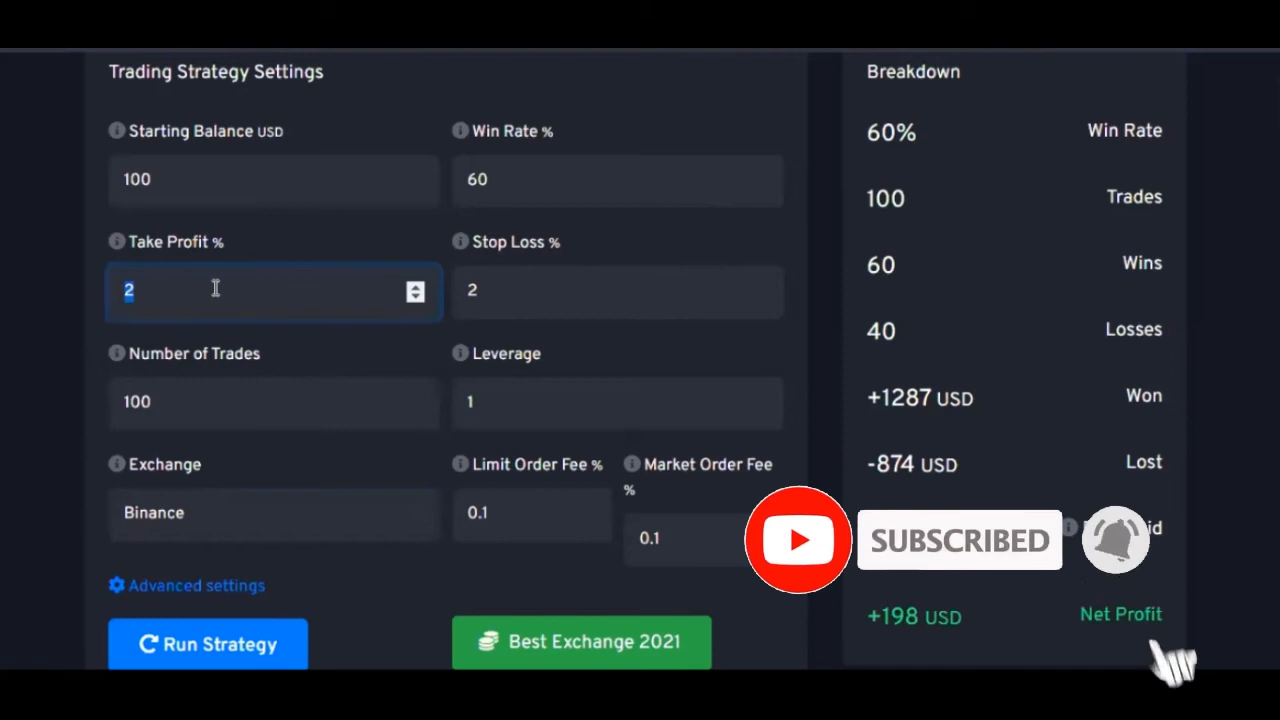 Trading Strategy Settings
Starting Balance USD
Win Rate %
100
60
Take Profit %
Stop Loss %
2
2
Number of Trades
Leverage
100
1
Exchange
Limit Order Fee %
Market Order Fee
%
Binance
0.1
0.1
Advanced settings
Run Strategy
Best Exchange 2021
Breakdown
60% Win Rate
100 Trades
60 Wins
40 Losses
+1287 USD Won
-874 USD Lost
SUBSCRIBED
+198 USD Net Profit